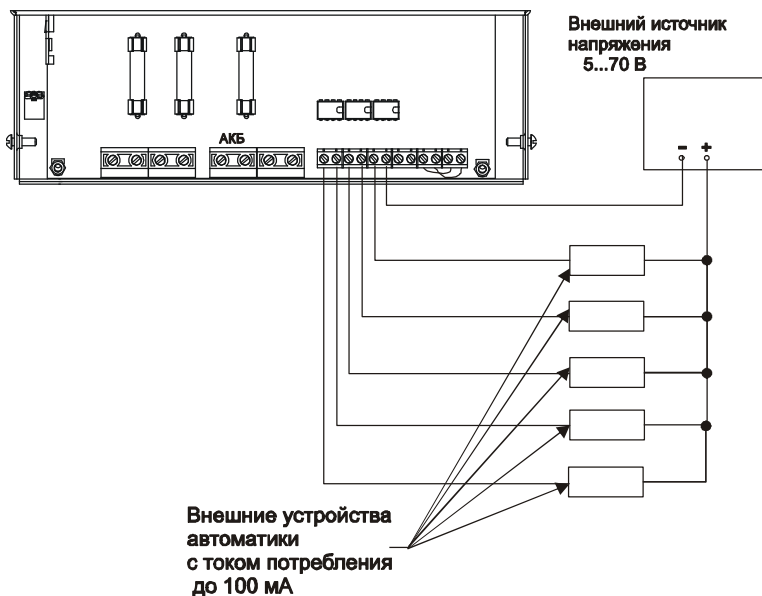 Внешний источник
напряжения
5...70 В
АКБ
- +
Внешние устройства
автоматики
с током потребления
до 100 мА